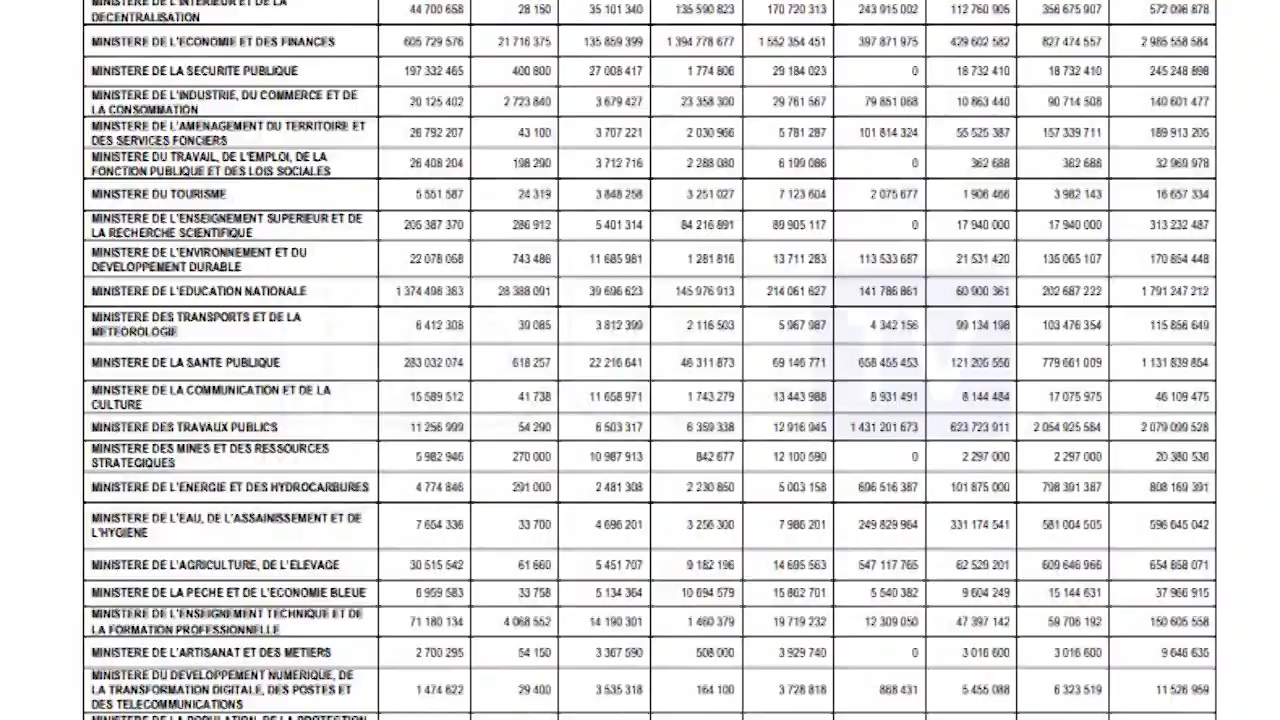 MINISTERE DE L'INTERIEUR ET DE LA
DECENTRALISATION 44 700 658 28 150 35 101 340 135 590 823 170 720 313 243 915 002 112 760 905 356 675 907 572 096 878
MINISTERE DE L'ECONOMIE ET DES FINANCES 605 729 576 21 716 375 135 859 399 1 394 778 677 1 552 354 451 397 871 975 429 602 582 827 474 557 2 985 558 584
MINISTERE DE LA SECURITE PUBLIQUE 197 332 465 400 800 27 008 417 1 774 806 29 184 023 0 18 732 410 18 732 410 245 248 898
MINISTERE DE L'INDUSTRIE, DU COMMERCE ET DE
LA CONSOMMATION 20 125 402 2 723 840 3 679 427 23 358 300 29 761 567 79 851 068 10 863 440 90 714 508 140 601 477
MINISTERE DE L'AMENAGEMENT DU TERRITOIRE ET
DES SERVICES FONCIERS 26 792 207 43 100 3 707 221 2 030 966 5 781 287 101 814 324 55 525 387 157 339 711 189 913 205
MINISTERE DU TRAVAIL, DE L'EMPLOI, DE LA
FONCTION PUBLIQUE ET DES LOIS SOCIALES 26 408 204 198 290 3 712 716 2 288 080 6 199 086 0 362 688 362 688 32 969 978
MINISTERE DU TOURISME 5 551 587 24 319 3 848 258 3 251 027 7 123 604 2 075 677 1 906 466 3 982 143 16 657 334
MINISTERE DE L'ENSEIGNEMENT SUPERIEUR ET DE
LA RECHERCHE SCIENTIFIQUE 205 387 370 286 912 5 401 314 84 216 891 89 905 117 0 17 940 000 17 940 000 313 232 487
MINISTERE DE L'ENVIRONNEMENT ET DU
DEVELOPPEMENT DURABLE 22 078 058 743 486 11 685 981 1 281 816 13 711 283 113 533 687 21 531 420 135 065 107 170 854 448
MINISTERE DE L'EDUCATION NATIONALE 1 374 498 363 28 388 091 39 696 623 145 976 913 214 061 627 141 786 861 60 900 361 202 687 222 1 791 247 212
MINISTERE DES TRANSPORTS ET DE LA
METEOROLOGIE 6 412 308 39 085 3 812 399 2 116 503 5 967 987 4 342 156 99 134 198 103 476 354 115 856 649
MINISTERE DE LA SANTE PUBLIQUE 283 032 074 618 257 22 216 641 46 311 873 69 146 771 658 455 453 121 205 556 779 661 009 1 131 839 854
MINISTERE DE LA COMMUNICATION ET DE LA
CULTURE 15 589 512 41 738 11 658 971 1 743 279 13 443 988 8 931 491 8 144 484 17 075 975 46 109 475
MINISTERE DES TRAVAUX PUBLICS 11 256 999 54 290 6 503 317 6 359 338 12 916 945 1 431 201 673 623 723 911 2 054 925 584 2 079 099 528
MINISTERE DES MINES ET DES RESSOURCES
STRATEGIQUES 5 982 946 270 000 10 987 913 842 677 12 100 590 0 2 297 000 2 297 000 20 380 536
MINISTERE DE L'ENERGIE ET DES HYDROCARBURES 4 774 846 291 000 2 481 308 2 230 850 5 003 158 696 516 387 101 875 000 798 391 387 808 169 391
MINISTERE DE L'EAU, DE L'ASSAINISSEMENT ET DE
L'HYGIENE 7 654 336 33 700 4 696 201 3 256 300 7 986 201 249 829 964 331 174 541 581 004 505 596 645 042
MINISTERE DE L'AGRICULTURE, DE L'ELEVAGE 30 515 542 61 660 5 451 707 9 182 196 14 695 563 547 117 765 62 529 201 609 646 966 654 858 071
MINISTERE DE LA PECHE ET DE L'ECONOMIE BLEUE 6 959 583 33 758 5 134 364 10 694 579 15 862 701 5 540 382 9 604 249 15 144 631 37 966 915
MINISTERE DE L'ENSEIGNEMENT TECHNIQUE ET DE
LA FORMATION PROFESSIONNELLE 71 180 134 4 068 552 14 190 301 1 460 379 19 719 232 12 309 050 47 397 142 59 706 192 150 605 558
MINISTERE DE L'ARTISANAT ET DES METIERS 2 700 295 54 150 3 367 590 508 000 3 929 740 0 3 016 600 3 016 600 9 646 635
MINISTERE DU DEVELOPPEMENT NUMERIQUE, DE
LA TRANSFORMATION DIGITALE, DES POSTES ET
DES TELECOMMUNICATIONS 1 474 622 29 400 3 535 318 164 100 3 728 818 868 431 5 455 088 6 323 519 11 526 959
MINISTERE DE LA POPULATION, DE LA PROTECTION